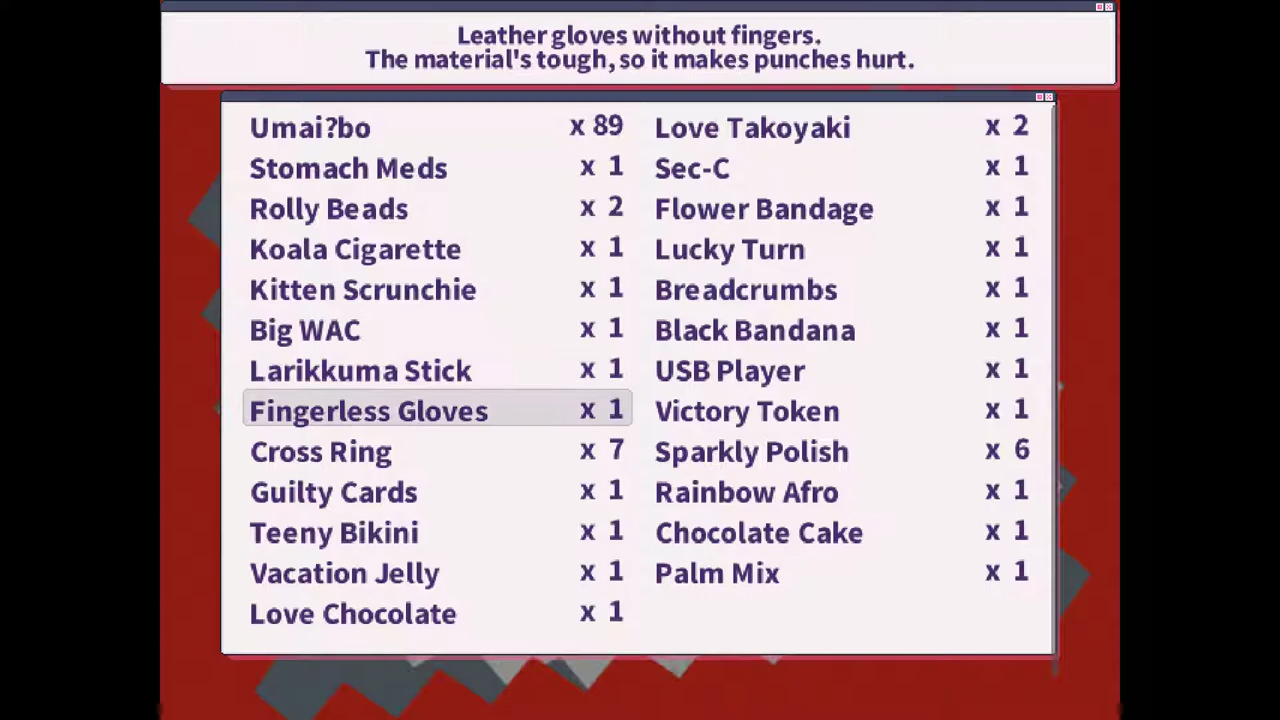 Leather gloves without fingers.
The material's tough, so it makes punches hurt.
Umai?bo x 89 Love Takoyaki x 2
Stomach Meds x 1 Sec-C x 1
Rolly Beads x 2 Flower Bandage x 1
Koala Cigarette x 1 Lucky Turn x 1
Kitten Scrunchie x 1 Breadcrumbs x 1
Big WAC x 1 Black Bandana x 1
Larikkuma Stick x 1 USB Player x 1
Fingerless Gloves x 1 Victory Token x 1
Cross Ring x 7 Sparkly Polish x 6
Guilty Cards x 1 Rainbow Afro x 1
Teeny Bikini x 1 Chocolate Cake x 1
Vacation Jelly x 1 Palm Mix x 1
Love Chocolate x 1